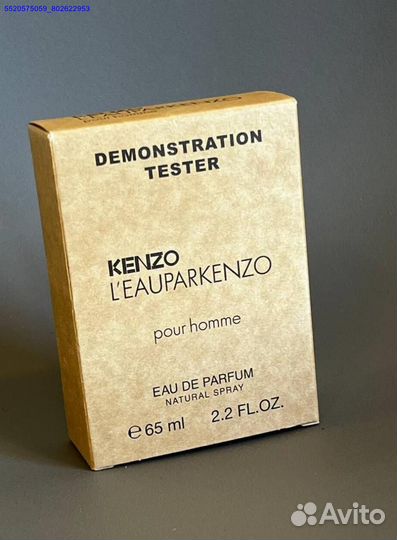 5520575059_802622953
L'EAUPARKENZO
DEMONSTRATION
TESTER
KENZO
L'EAUPARKENZO
pour homme
EAU DE PARFUM
NATURAL SPRAY
℮ 65 ml 2.2 FL.OZ.
Avito